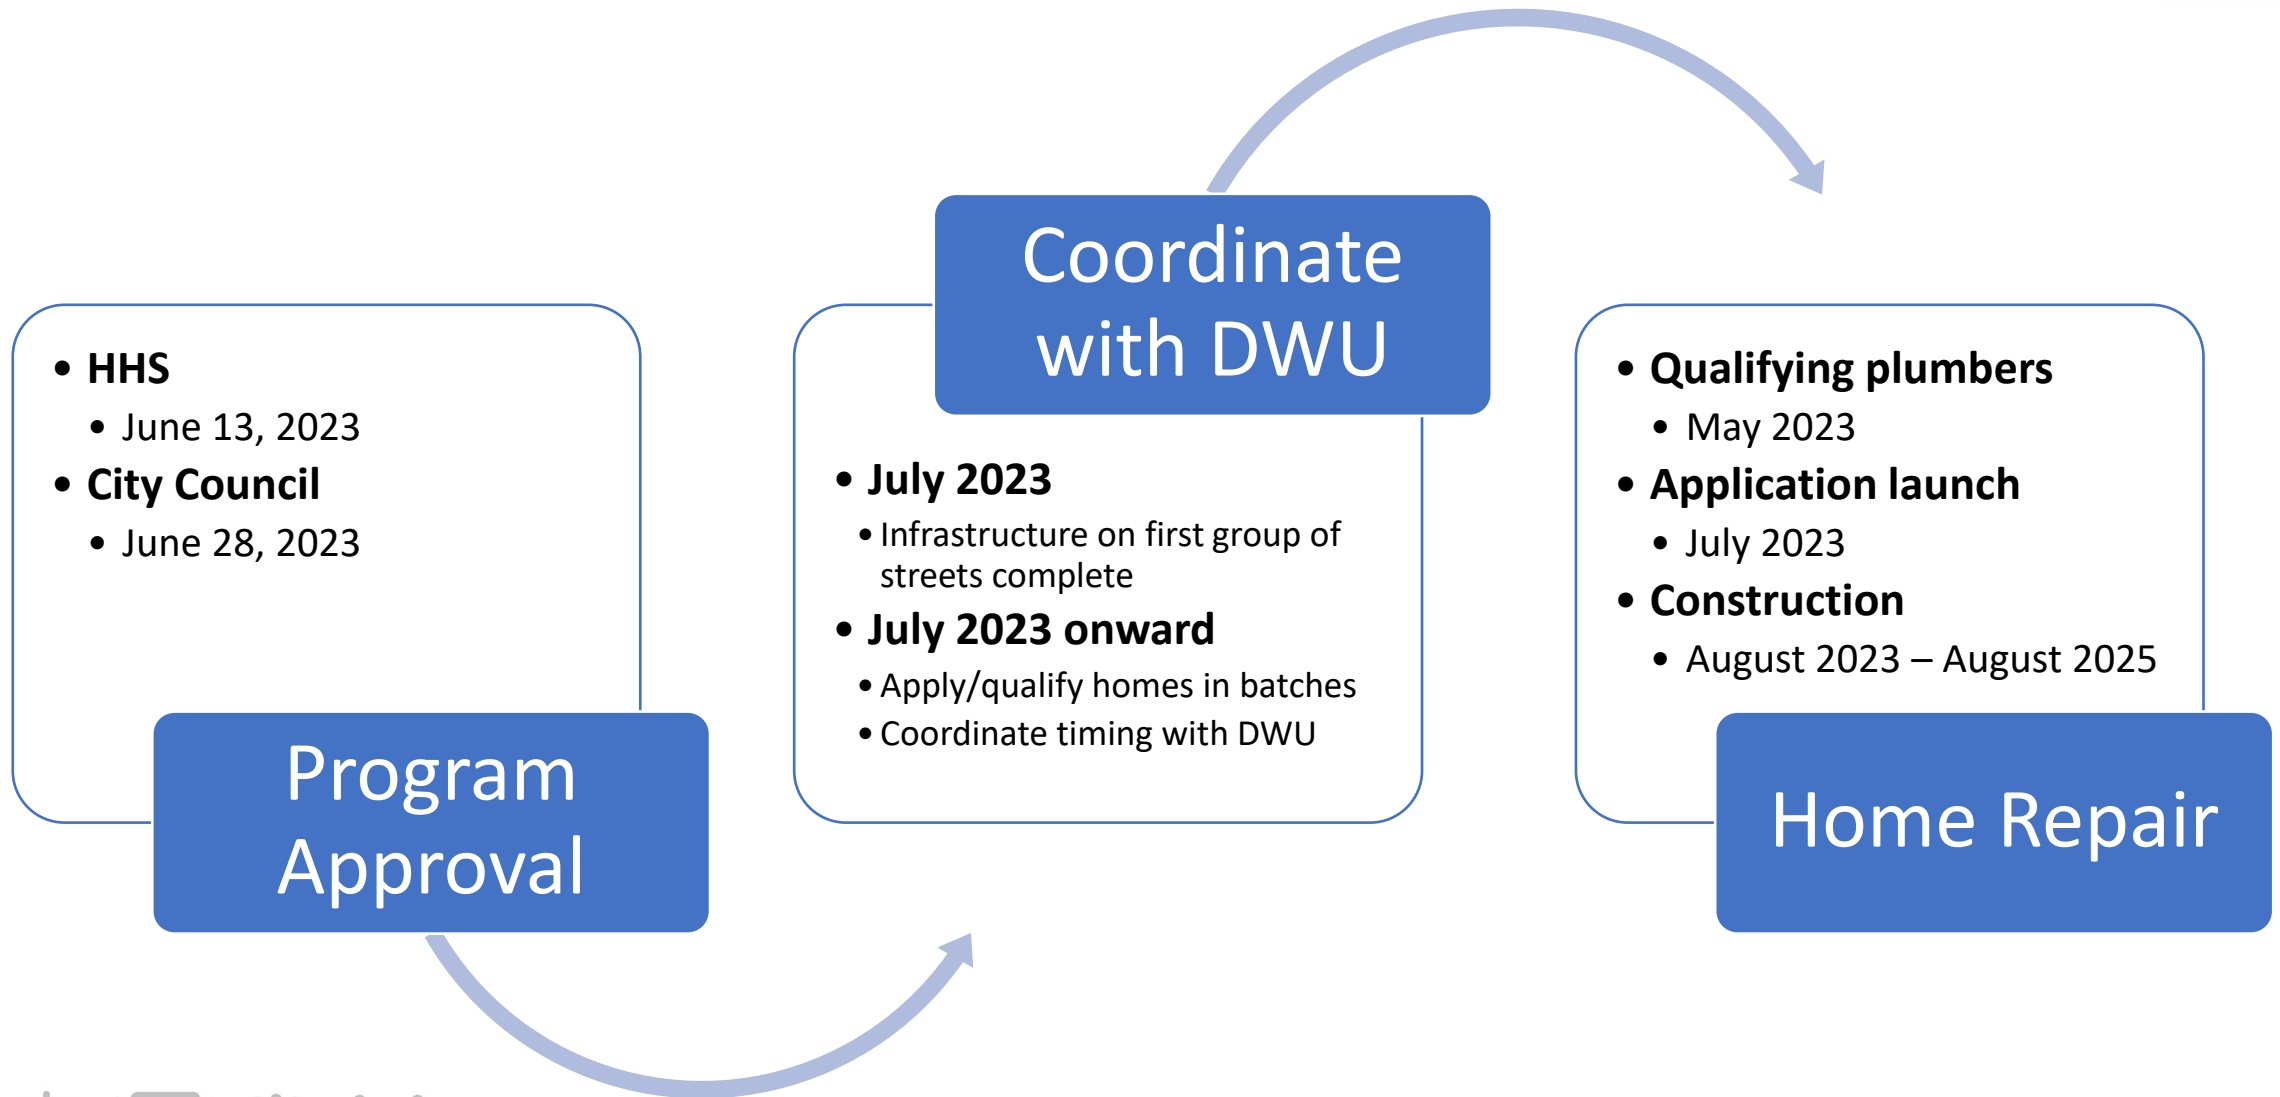 • HHS
• June 13, 2023
• City Council
• June 28, 2023
Program
Approval
Coordinate
with DWU
• July 2023
• Infrastructure on first group of
streets complete
• July 2023 onward
• Apply/qualify homes in batches
• Coordinate timing with DWU
• Qualifying plumbers
• May 2023
• Application launch
• July 2023
• Construction
• August 2023 – August 2025
Home Repair